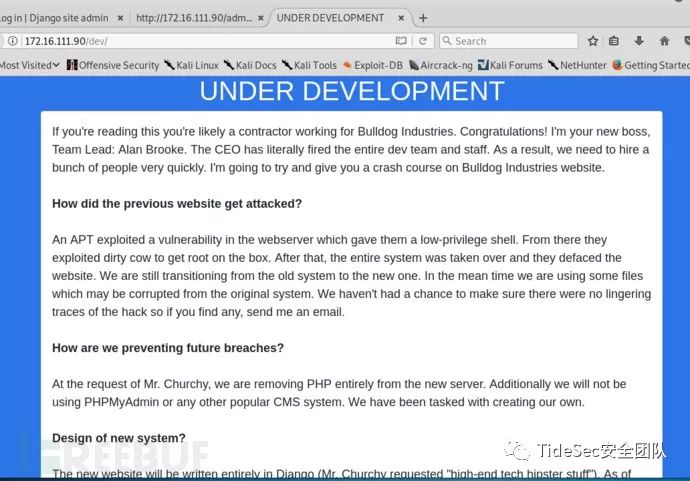 og in | Django site admin × http://172.16.111.90/adm... × UNDER DEVELOPMENT × +
172.16.111.90/dev/ Search
Most Visited Offensive Security Kali Linux Kali Docs Kali Tools Exploit-DB Aircrack-ng Kali Forums NetHunter Getting Starte
UNDER DEVELOPMENT
If you're reading this you're likely a contractor working for Bulldog Industries. Congratulations! I'm your new boss,
Team Lead: Alan Brooke. The CEO has literally fired the entire dev team and staff. As a result, we need to hire a
bunch of people very quickly. I'm going to try and give you a crash course on Bulldog Industries website.
How did the previous website get attacked?
An APT exploited a vulnerability in the webserver which gave them a low-privilege shell. From there they
exploited dirty cow to get root on the box. After that, the entire system was taken over and they defaced the
website. We are still transitioning from the old system to the new one. In the mean time we are using some files
which may be corrupted from the original system. We haven't had a chance to make sure there were no lingering
traces of the hack so if you find any, send me an email.
How are we preventing future breaches?
At the request of Mr. Churchy, we are removing PHP entirely from the new server. Additionally we will not be
using PHPMyAdmin or any other popular CMS system. We have been tasked with creating our own.
Design of new system?
The new website will be written entirely in Django (Mr. Churchy requested "high-end tech hipster stuff"). As of
FREEBUF
TideSec安全团队